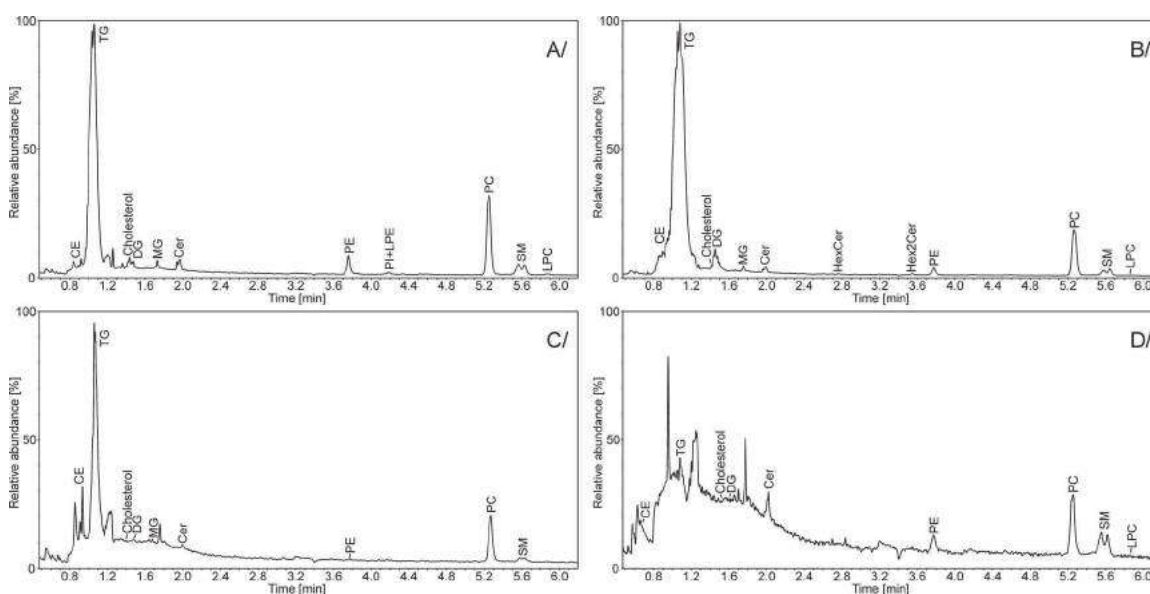 A/
Relative abundance [%]
100
50
0
CE
TG
Cholesterol
DG
MG
Cer
PE
PI+LPE
PC
SM
LPC
0.8 1.2 1.6 2.0 2.4 2.8 3.2 3.6 4.0 4.4 4.8 5.2 5.6 6.0
Time [min]
B/
Relative abundance [%]
100
50
0
CE
TG
Cholesterol
DG
MG
Cer
HexCer
Hex2Cer
PE
PC
SM
LPC
0.8 1.2 1.6 2.0 2.4 2.8 3.2 3.6 4.0 4.4 4.8 5.2 5.6 6.0
Time [min]
C/
Relative abundance [%]
100
50
0
CE
TG
Cholesterol
DG
MG
Cer
PE
PC
SM
0.8 1.2 1.6 2.0 2.4 2.8 3.2 3.6 4.0 4.4 4.8 5.2 5.6 6.0
Time [min]
D/
Relative abundance [%]
100
50
0
CE
TG
Cholesterol
DG
Cer
PE
PC
SM
LPC
0.8 1.2 1.6 2.0 2.4 2.8 3.2 3.6 4.0 4.4 4.8 5.2 5.6 6.0
Time [min]